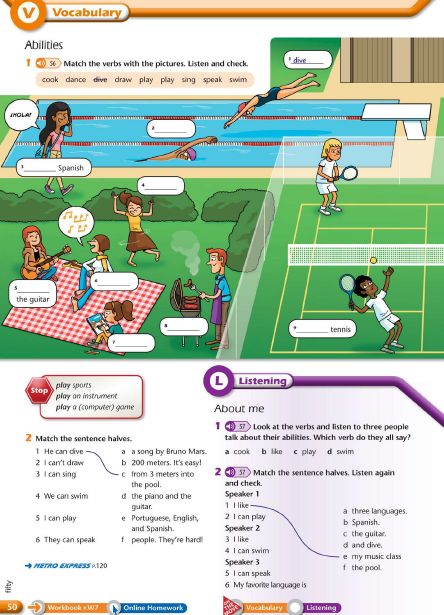 V Vocabulary
Abilities
1 56 Match the verbs with the pictures. Listen and check.
cook dance dive draw play play sing speak swim
¡HOLA!
1 dive
2
3 Spanish
4
5 the guitar
6
7
8
9 tennis
Stop
play sports
play an instrument
play a (computer) game
2 Match the sentence halves.
1 He can dive
2 I can't draw
3 I can sing
4 We can swim
5 I can play
6 They can speak
a a song by Bruno Mars.
b 200 meters. It's easy!
c from 3 meters into
the pool.
d the piano and the
guitar.
e Portuguese, English,
and Spanish.
f people. They're hard!
METRO EXPRESS P.120
L Listening
About me
1 57 Look at the verbs and listen to three people
talk about their abilities. Which verb do they all say?
a cook b like c play d swim
2 57 Match the sentence halves. Listen again
and check.
Speaker 1
1 I like
2 I can play
Speaker 2
3 I like
4 I can swim
Speaker 3
5 I can speak
6 My favorite language is
a three languages.
b Spanish.
c the guitar.
d and dive.
e my music class
f the pool.
fifty
50 Workbook P.W7 Online Homework
Vocabulary Listening